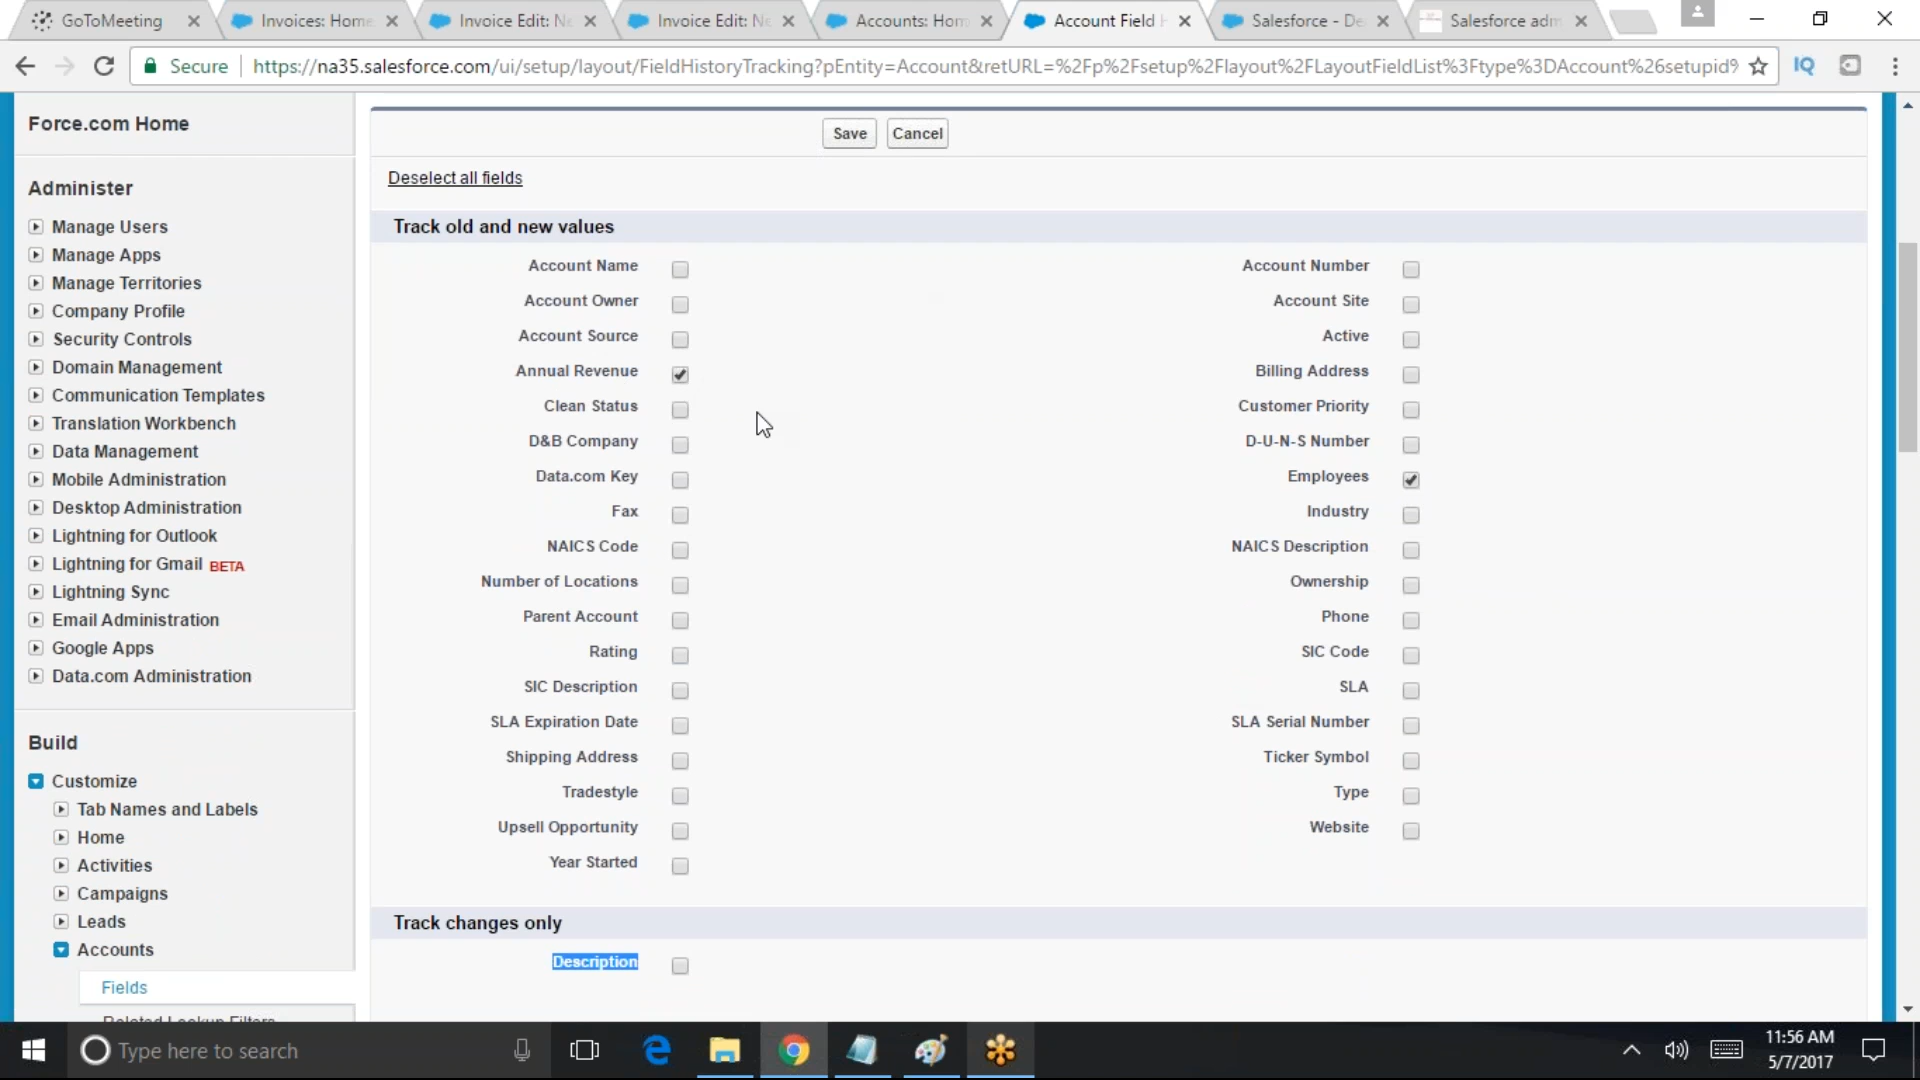 GoToMeeting
Invoices: Home
Invoice Edit: Ne
Invoice Edit: Ne
Accounts: Hom
Account Field H
Salesforce - De
Salesforce adm
Secure
https://na35.salesforce.com/ui/setup/layout/FieldHistoryTracking?pEntity=Account&retURL=%2Fp%2Fsetup%2Flayout%2FLayoutFieldList%3Ftype%3DAccount%26setupid%
IQ
Force.com Home
Administer
Manage Users
Manage Apps
Manage Territories
Company Profile
Security Controls
Domain Management
Communication Templates
Translation Workbench
Data Management
Mobile Administration
Desktop Administration
Lightning for Outlook
Lightning for Gmail BETA
Lightning Sync
Email Administration
Google Apps
Data.com Administration
Build
Customize
Tab Names and Labels
Home
Activities
Campaigns
Leads
Accounts
Fields
Related Lookup Filters
Save Cancel
Deselect all fields
Track old and new values
Account Name Account Number
Account Owner Account Site
Account Source Active
Annual Revenue Billing Address
Clean Status Customer Priority
D&B Company D-U-N-S Number
Data.com Key Employees
Fax Industry
NAICS Code NAICS Description
Number of Locations Ownership
Parent Account Phone
Rating SIC Code
SIC Description SLA
SLA Expiration Date SLA Serial Number
Shipping Address Ticker Symbol
Tradestyle Type
Upsell Opportunity Website
Year Started
Track changes only
Description
Type here to search
11:56 AM
5/7/2017